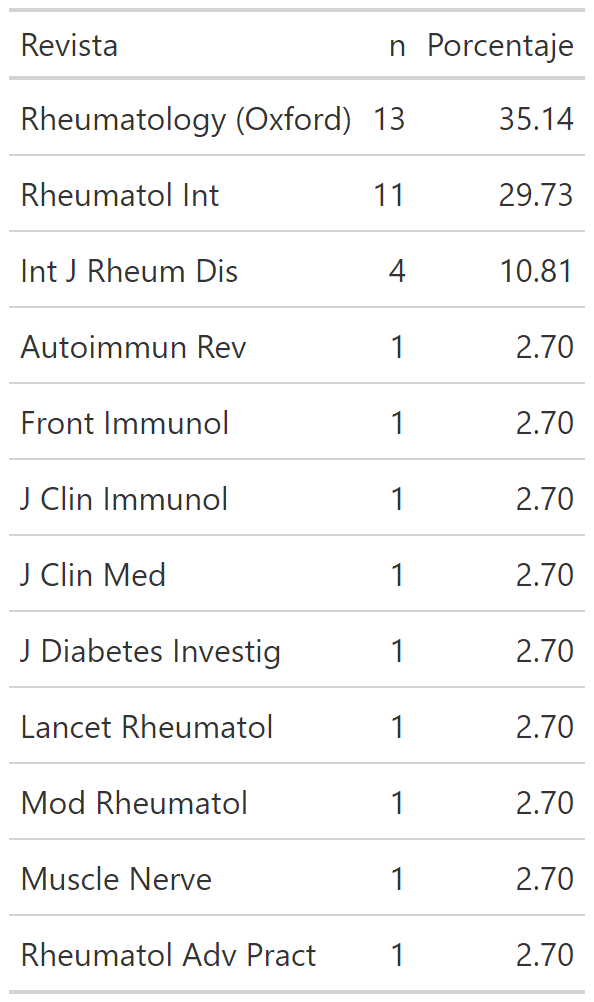 Revista n Porcentaje
Rheumatology (Oxford) 13 35.14
Rheumatol Int 11 29.73
Int J Rheum Dis 4 10.81
Autoimmun Rev 1 2.70
Front Immunol 1 2.70
J Clin Immunol 1 2.70
J Clin Med 1 2.70
J Diabetes Investig 1 2.70
Lancet Rheumatol 1 2.70
Mod Rheumatol 1 2.70
Muscle Nerve 1 2.70
Rheumatol Adv Pract 1 2.70